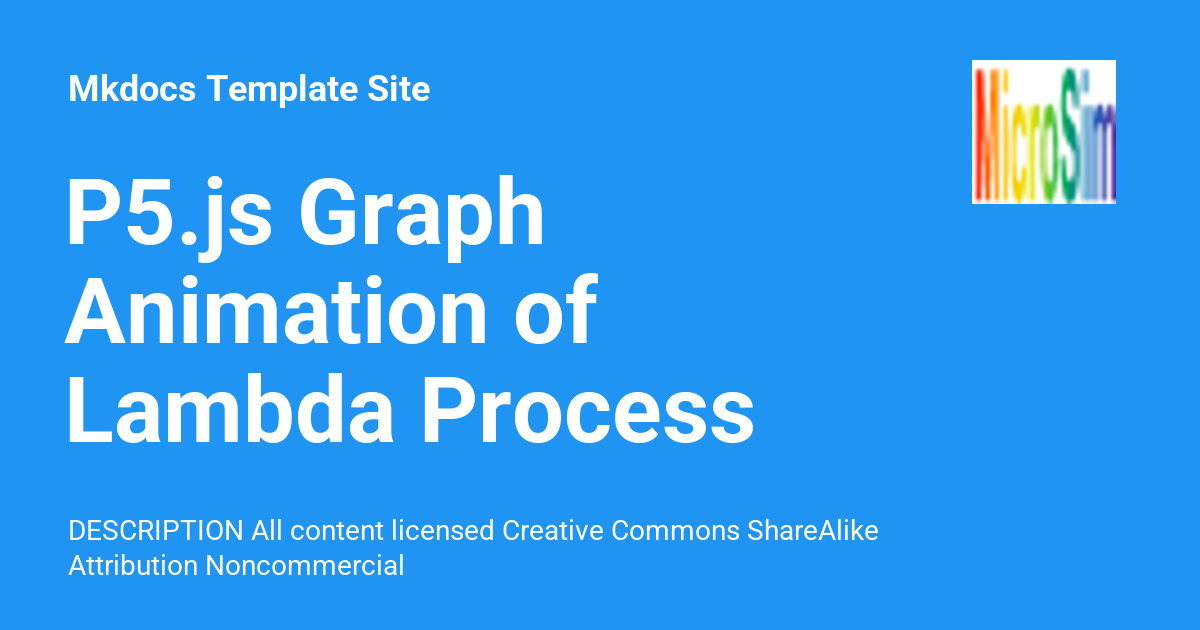 Mkdocs Template Site
MicroSim
P5.js Graph
Animation of
Lambda Process
DESCRIPTION All content licensed Creative Commons ShareAlike
Attribution Noncommercial